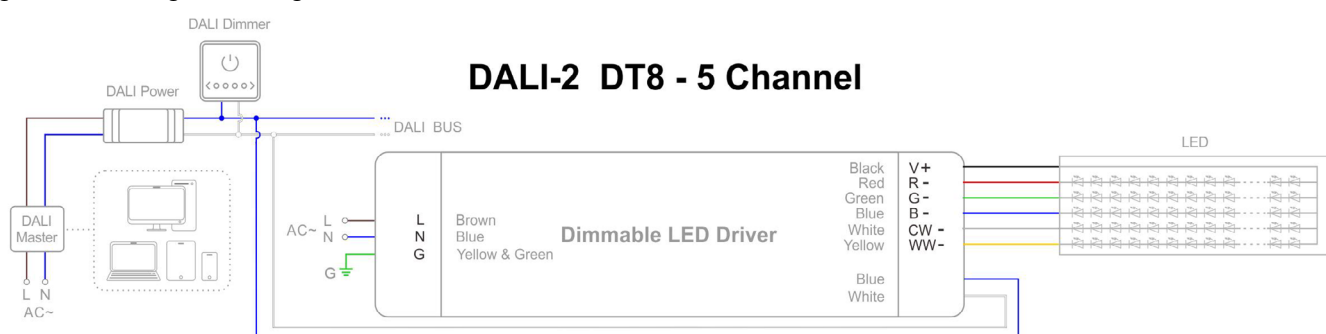 DALI Dimmer
DALI-2 DT8 - 5 Channel
DALI Power
DALI BUS
LED
DALI
Master
L N
AC~
AC~ L
N
G
L Brown
N Blue
G Yellow & Green
Dimmable LED Driver
Black V+
Red R-
Green G-
Blue B-
White CW -
Yellow WW-
Blue
White